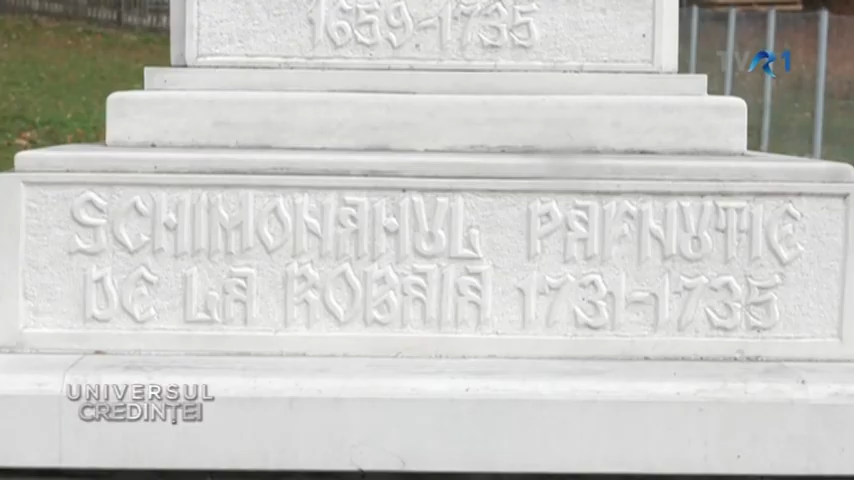 1659-1735
TVR1
SCHIMONAHUL PAFNUTIE
DE LA ROBAIA 1731-1735
UNIVERSUL
CREDINȚEI